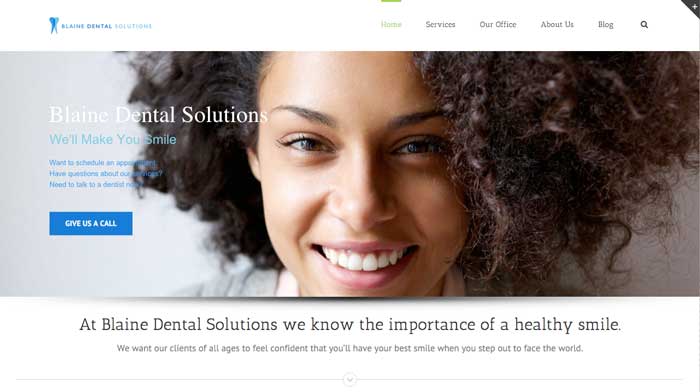 BLAINE DENTAL SOLUTIONS
Home Services Our Office About Us Blog
Blaine Dental Solutions
We'll Make You Smile
Want to schedule an appointment
Have questions about our services?
Need to talk to a dentist now
GIVE US A CALL
At Blaine Dental Solutions we know the importance of a healthy smile.
We want our clients of all ages to feel confident that you'll have your best smile when you step out to face the world.